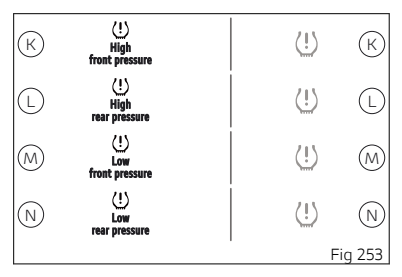 K High K
front pressure
L High L
rear pressure
M Low M
front pressure
N Low N
rear pressure
Fig 253